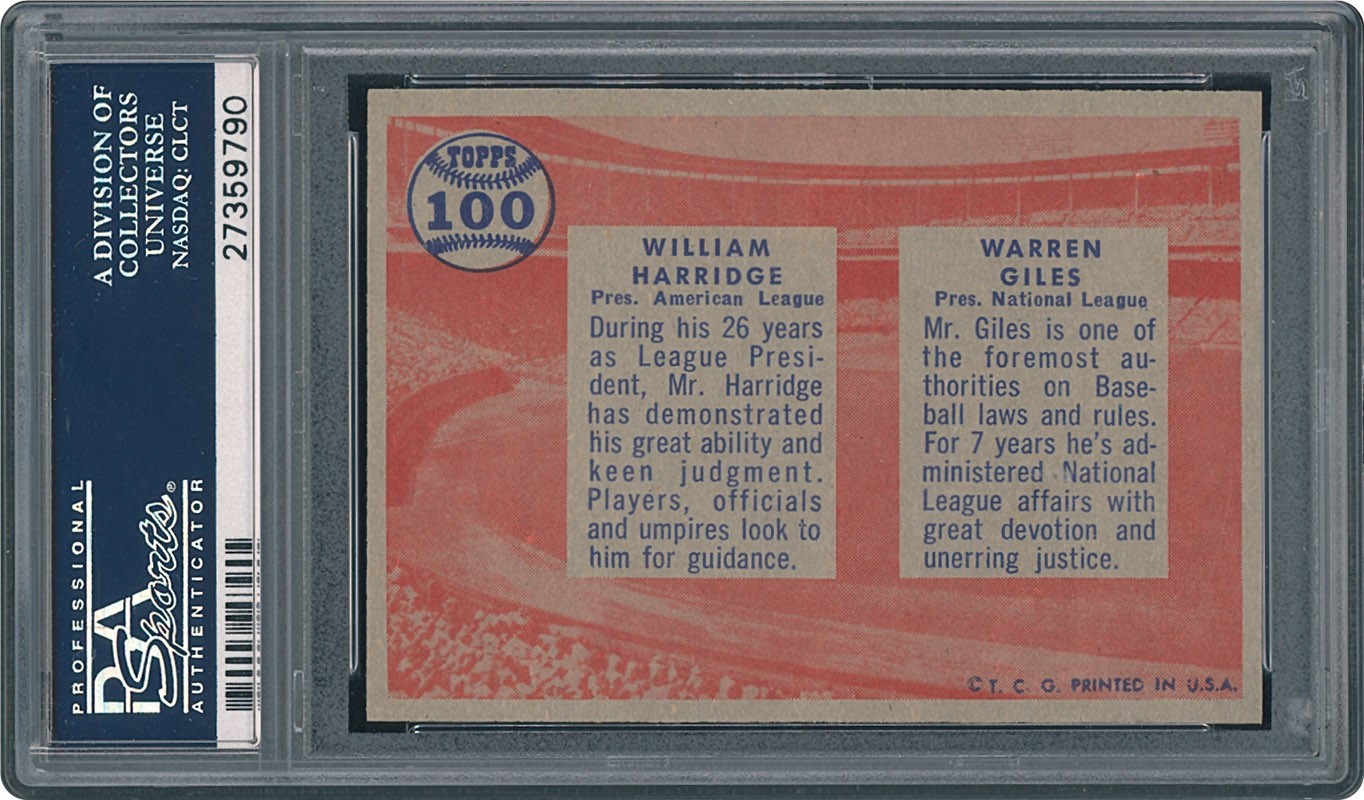 A DIVISION OF
COLLECTORS
UNIVERSE
NASDAQ: CLCT
27359790
PROFESSIONAL
PSA
Sports®
AUTHENTICATOR
TOPPS
100
WILLIAM
HARRIDGE
Pres. American League
During his 26 years
as League Presi-
dent, Mr. Harridge
has demonstrated
his great ability and
keen judgment.
Players, officials
and umpires look to
him for guidance.
WARREN
GILES
Pres. National League
Mr. Giles is one of
the foremost au-
thorities on Base-
ball laws and rules.
For 7 years he's ad-
ministered National
League affairs with
great devotion and
unerring justice.
© T. C. G. PRINTED IN U.S.A.